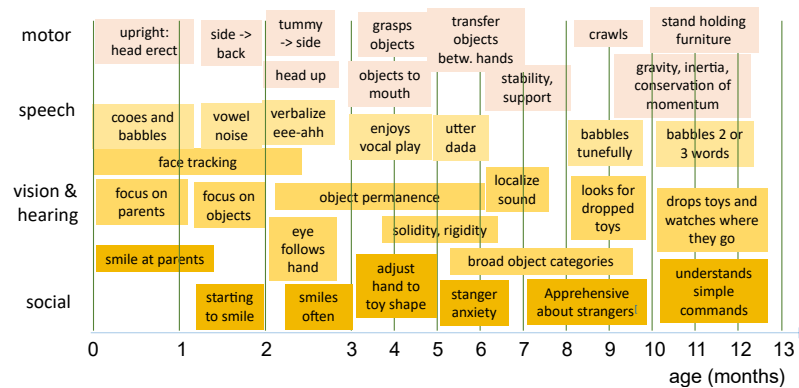 motor
upright:
head erect
side ->
back
tummy
-> side
grasps
objects
transfer
objects
betw. hands
crawls
stand holding
furniture
head up
objects to
mouth
stability,
support
gravity, inertia,
conservation of
momentum
speech
cooes and
babbles
vowel
noise
verbalize
eee-ahh
enjoys
vocal play
utter
dada
babbles
tunefully
babbles 2 or
3 words
face tracking
vision &
hearing
focus on
parents
focus on
objects
object permanence
localize
sound
looks for
dropped
toys
drops toys and
watches where
they go
eye
follows
hand
solidity, rigidity
smile at parents
adjust
hand to
toy shape
broad object categories
understands
simple
commands
social
starting
to smile
smiles
often
stanger
anxiety
Apprehensive
about strangers[
0 1 2 3 4 5 6 7 8 9 10 11 12 13
age (months)